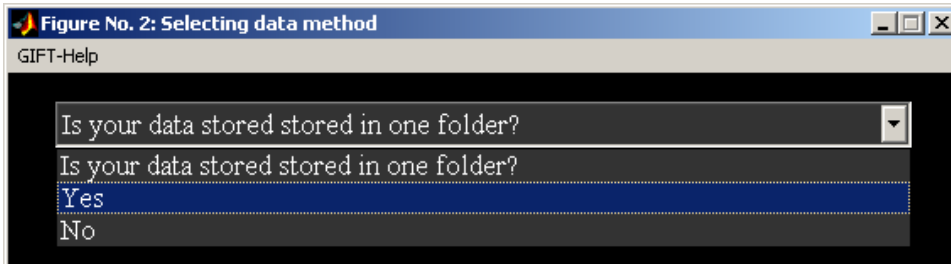 Figure No. 2: Selecting data method
GIFT-Help
Is your data stored stored in one folder?
Is your data stored stored in one folder?
Yes
No